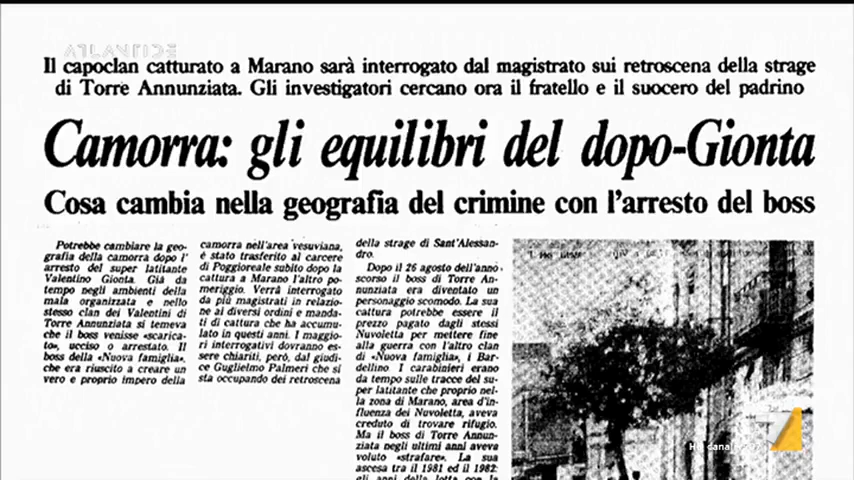 ATLANTIDE
Il capoclan catturato a Marano sarà interrogato dal magistrato sui retroscena della strage
di Torre Annunziata. Gli investigatori cercano ora il fratello e il suocero del padrino
Camorra: gli equilibri del dopo-Gionta
Cosa cambia nella geografia del crimine con l'arresto del boss
Potrebbe cambiare la geo-
grafia della camorra dopo l'
arresto del super latitante
Valentino Gionta. Già da
tempo negli ambienti della
mala organizzata e nello
stesso clan dei Valentini di
Torre Annunziata si temeva
che il boss venisse «scarica-
to», ucciso o arrestato. Il
boss della «Nuova famiglia»,
che era riuscito a creare un
vero e proprio impero della
camorra nell'area vesuviana,
è stato trasferito al carcere
di Poggioreale subito dopo la
cattura a Marano l'altro po-
meriggio. Verrà interrogato
da più magistrati in relazio-
ne ai diversi ordini e manda-
ti di cattura che ha accumu-
lato in questi anni. I maggio-
ri interrogativi dovranno es-
sere chiariti, però, dal giudi-
ce Guglielmo Palmeri che si
sta occupando dei retroscena
della strage di Sant'Alessan-
dro.
Dopo il 26 agosto dell'anno
scorso il boss di Torre An-
nunziata era diventato un
personaggio scomodo. La sua
cattura potrebbe essere il
prezzo pagato dagli stessi
Nuvoletta per mettere fine
alla guerra con l'altro clan
di «Nuova famiglia», i Bar-
dellino. I carabinieri erano
da tempo sulle tracce del su-
per latitante che proprio nel-
la zona di Marano, area d'in-
fluenza dei Nuvoletta, aveva
creduto di trovare rifugio.
Ma il boss di Torre Annun-
ziata negli ultimi anni aveva
voluto «strafare». La sua
ascesa tra il 1981 ed il 1982:
gli anni della lotta con la
7